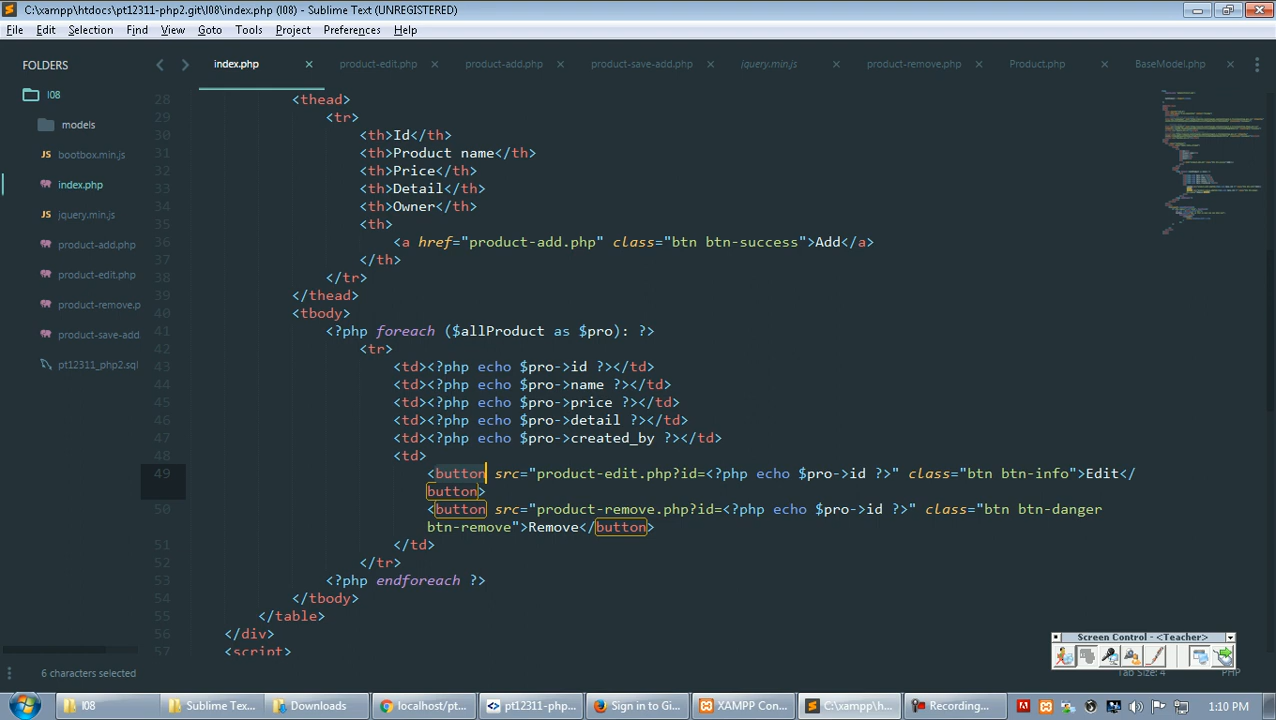 C:\xampp\htdocs\pt12311-php2.git\l08\index.php (l08) - Sublime Text (UNREGISTERED)
File Edit Selection Find View Goto Tools Project Preferences Help
FOLDERS
l08
models
bootbox.min.js
index.php
jquery.min.js
product-add.php
product-edit.php
product-remove.p
product-save-add
pt12311_php2.sql
index.php product-edit.php product-add.php product-save-add.php jquery.min.js product-remove.php Product.php BaseModel.php
28 <thead>
29 <tr>
30 <th>Id</th>
31 <th>Product name</th>
32 <th>Price</th>
33 <th>Detail</th>
34 <th>Owner</th>
35 <th>
36 <a href="product-add.php" class="btn btn-success">Add</a>
37 </th>
38 </tr>
39 </thead>
40 <tbody>
41 <?php foreach ($allProduct as $pro): ?>
42 <tr>
43 <td><?php echo $pro->id ?></td>
44 <td><?php echo $pro->name ?></td>
45 <td><?php echo $pro->price ?></td>
46 <td><?php echo $pro->detail ?></td>
47 <td><?php echo $pro->created_by ?></td>
48 <td>
49 <button src="product-edit.php?id=<?php echo $pro->id ?>" class="btn btn-info">Edit</
button>
50 <button src="product-remove.php?id=<?php echo $pro->id ?>" class="btn btn-danger
btn-remove">Remove</button>
51 </td>
52 </tr>
53 <?php endforeach ?>
54 </tbody>
55 </table>
56 </div>
57 <script>
Screen Control - <Teacher>
6 characters selected
Tab Size: 4 PHP
l08 Sublime Tex... Downloads localhost/pt... pt12311-php... Sign in to Gi... XAMPP Cont... C:\xampp\h... Recording... 1:10 PM